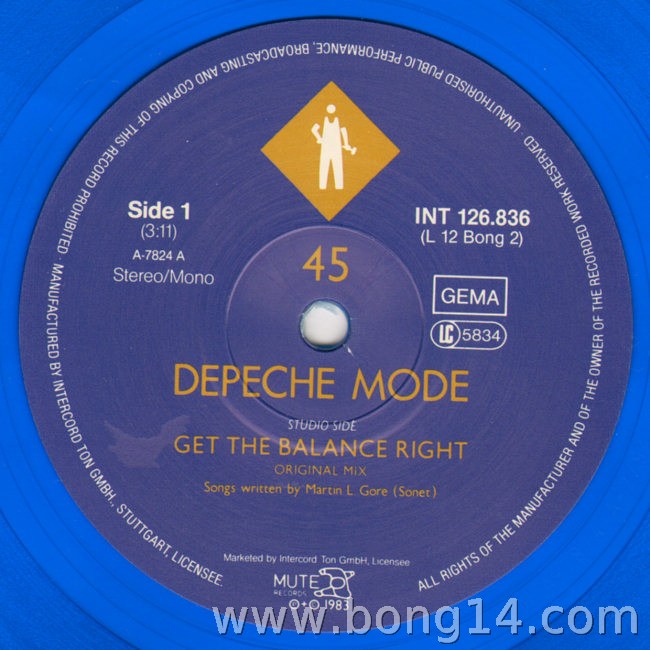 UNAUTHORISED PUBLIC PERFORMANCE, BROADCASTING AND COPYING OF THIS RECORD PROHIBITED · MANUFACTURED BY INTERCORD TON GMBH., STUTTGART, LICENSEE.
ALL RIGHTS OF THE MANUFACTURER AND OF THE OWNER OF THE RECORDED WORK RESERVED ·
Side 1
(3:11)
A-7824 A
Stereo/Mono
45
INT 126.836
(L 12 Bong 2)
GEMA
LC 5834
DEPECHE MODE
STUDIO SIDE
GET THE BALANCE RIGHT
ORIGINAL MIX
Songs written by Martin L. Gore (Sonet)
Marketed by Intercord Ton GmbH, Licensee
MUTE
RECORDS
℗+© 1983
www.bong14.com